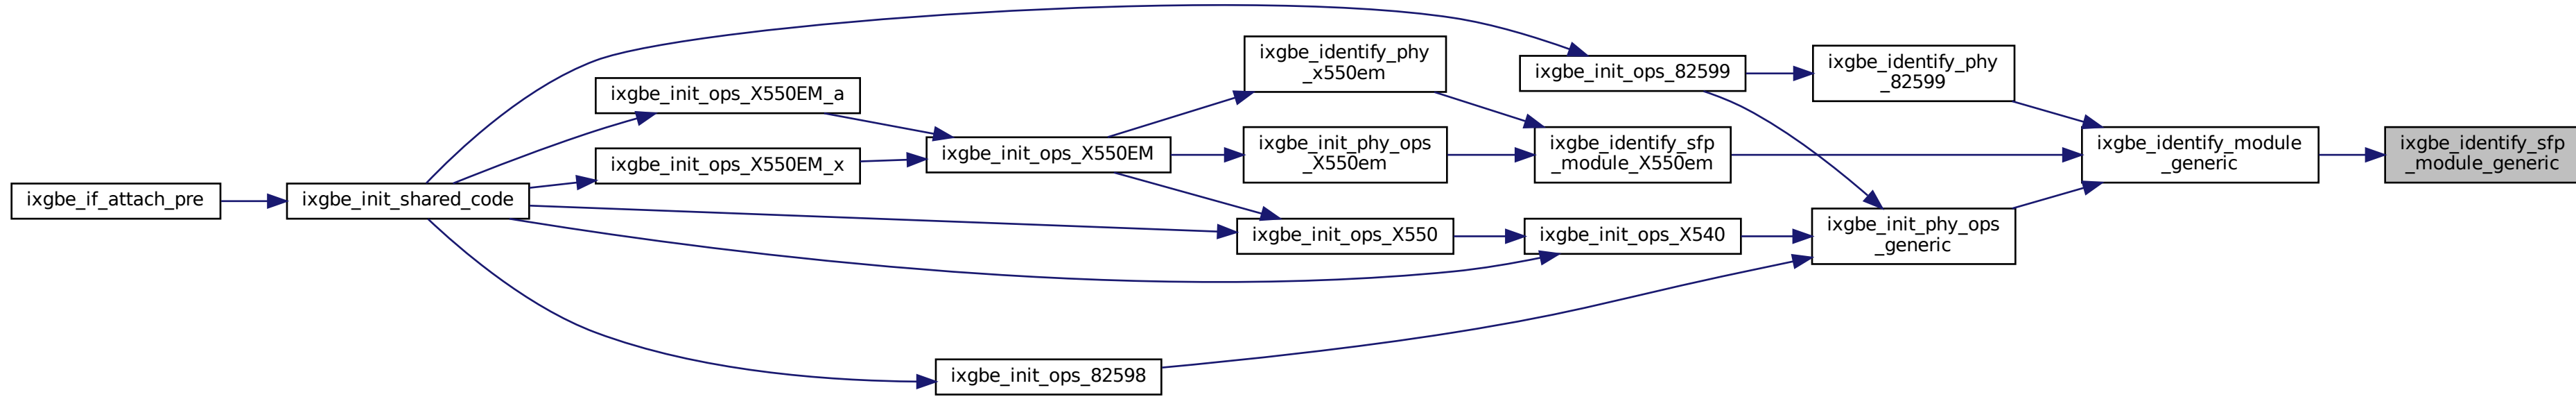 ixgbe_if_attach_pre
ixgbe_init_shared_code
ixgbe_init_ops_X550EM_a
ixgbe_init_ops_X550EM_x
ixgbe_init_ops_82598
ixgbe_init_ops_X550EM
ixgbe_identify_phy
_x550em
ixgbe_init_phy_ops
_X550em
ixgbe_init_ops_X550
ixgbe_init_ops_82599
ixgbe_identify_sfp
_module_X550em
ixgbe_init_ops_X540
ixgbe_identify_phy
_82599
ixgbe_init_phy_ops
_generic
ixgbe_identify_module
_generic
ixgbe_identify_sfp
_module_generic